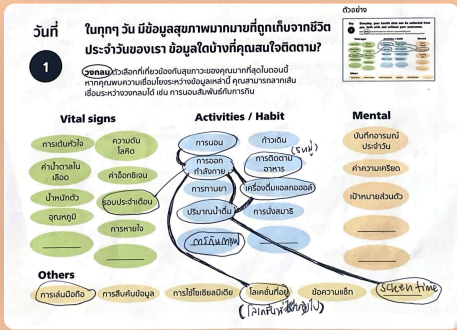 ตัวอย่าง
วันที่
1
ในทุกๆ วัน มีข้อมูลสุขภาพมากมายที่ถูกเก็บจากชีวิต
ประจำวันของเรา ข้อมูลใดบ้างที่คุณสนใจติดตาม?
วงกลม ตัวเลือกที่เกี่ยวข้องกับสุขภาวะของคุณมากที่สุดในตอนนี้
หากคุณพบความเชื่อมโยงระหว่างข้อมูลเหล่านี้ คุณสามารถลากเส้น
เชื่อมระหว่างวงกลมได้ เช่น การนอนสัมพันธ์กับการกิน
Vital signs
การเต้นหัวใจ
ความดัน
โลหิต
ค่าน้ำตาลใน
เลือด
ค่าอ็อกซิเจน
น้ำหนักตัว
รอบประจำเดือน
อุณหภูมิ
การหายใจ
Activities / Habit
การนอน
ก้าวเดิน
การออก
กำลังกาย
การติดตาม
อาหาร
การทานยา
เครื่องดื่มแอลกอฮอล์
ปริมาณน้ำดื่ม
การนั่งสมาธิ
Mental
บันทึกอารมณ์
ประจำวัน
ค่าความเครียด
เป้าหมายส่วนตัว
Others
การเล่นมือถือ
การสืบค้นข้อมูล
การใช้โซเชียลมีเดีย
โลเคชั่นที่อยู่
ข้อความแช็ท
screentime